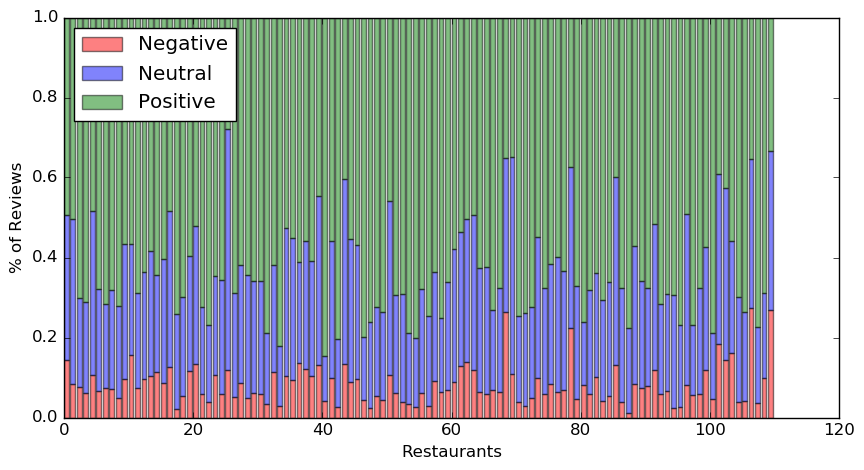 1.0
0.8
0.6
0.4
0.2
0.0
% of Reviews
Negative
Neutral
Positive
0 20 40 60 80 100 120
Restaurants